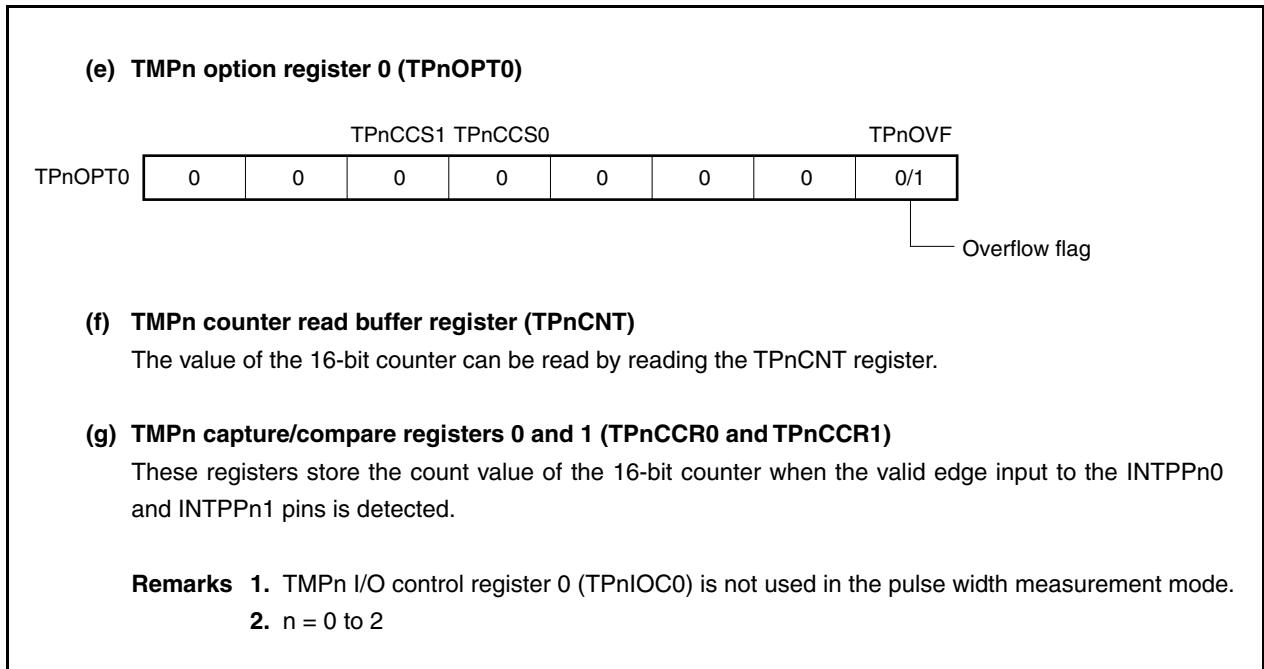 (e) TMPn option register 0 (TPnOPT0)
TPnCCS1 TPnCCS0 TPnOVF
TPnOPT0 0 0 0 0 0 0 0 0/1
Overflow flag
(f) TMPn counter read buffer register (TPnCNT)
The value of the 16-bit counter can be read by reading the TPnCNT register.
(g) TMPn capture/compare registers 0 and 1 (TPnCCR0 and TPnCCR1)
These registers store the count value of the 16-bit counter when the valid edge input to the INTPPn0
and INTPPn1 pins is detected.
Remarks 1. TMPn I/O control register 0 (TPnIOC0) is not used in the pulse width measurement mode.
2. n = 0 to 2